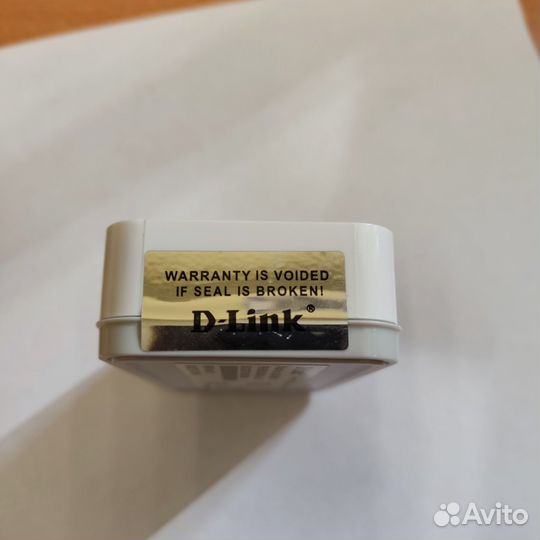 WARRANTY IS VOIDED
IF SEAL IS BROKEN!
D-Link®
Avito